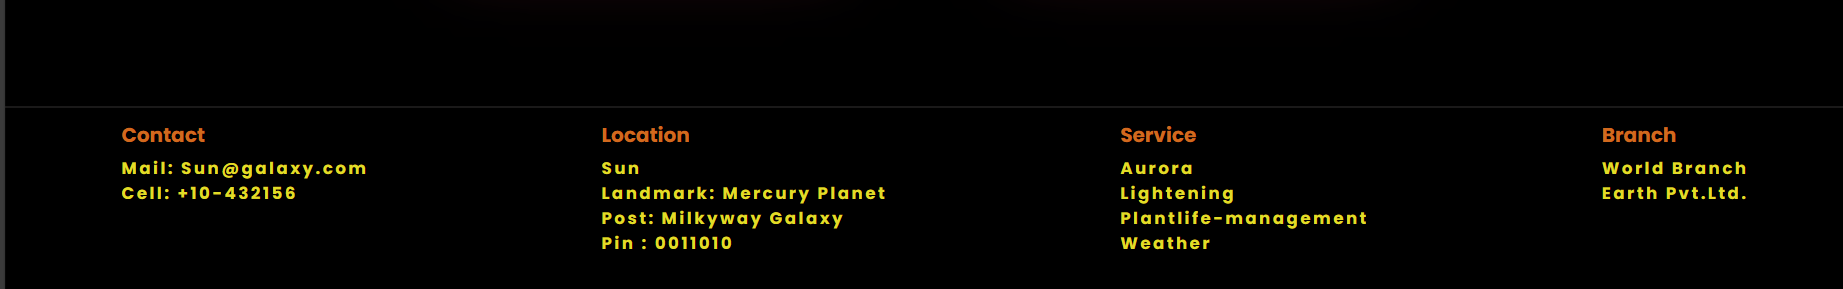 Contact
Mail: Sun@galaxy.com
Cell: +10-432156
Location
Sun
Landmark: Mercury Planet
Post: Milkyway Galaxy
Pin : 0011010
Service
Aurora
Lightening
Plantlife-management
Weather
Branch
World Branch
Earth Pvt.Ltd.